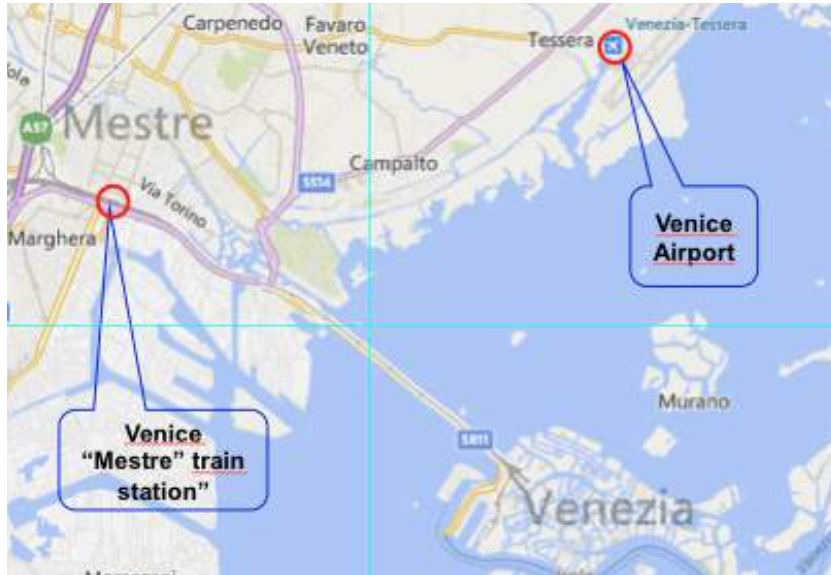 Carpenedo
Favaro
Veneto
Tessera
Venezia-Tessera
A57
Mestre
Campalto
SS14
Via Torino
Marghera
Venice
Airport
Murano
Venice
“Mestre” train
station”
SR11
Venezia